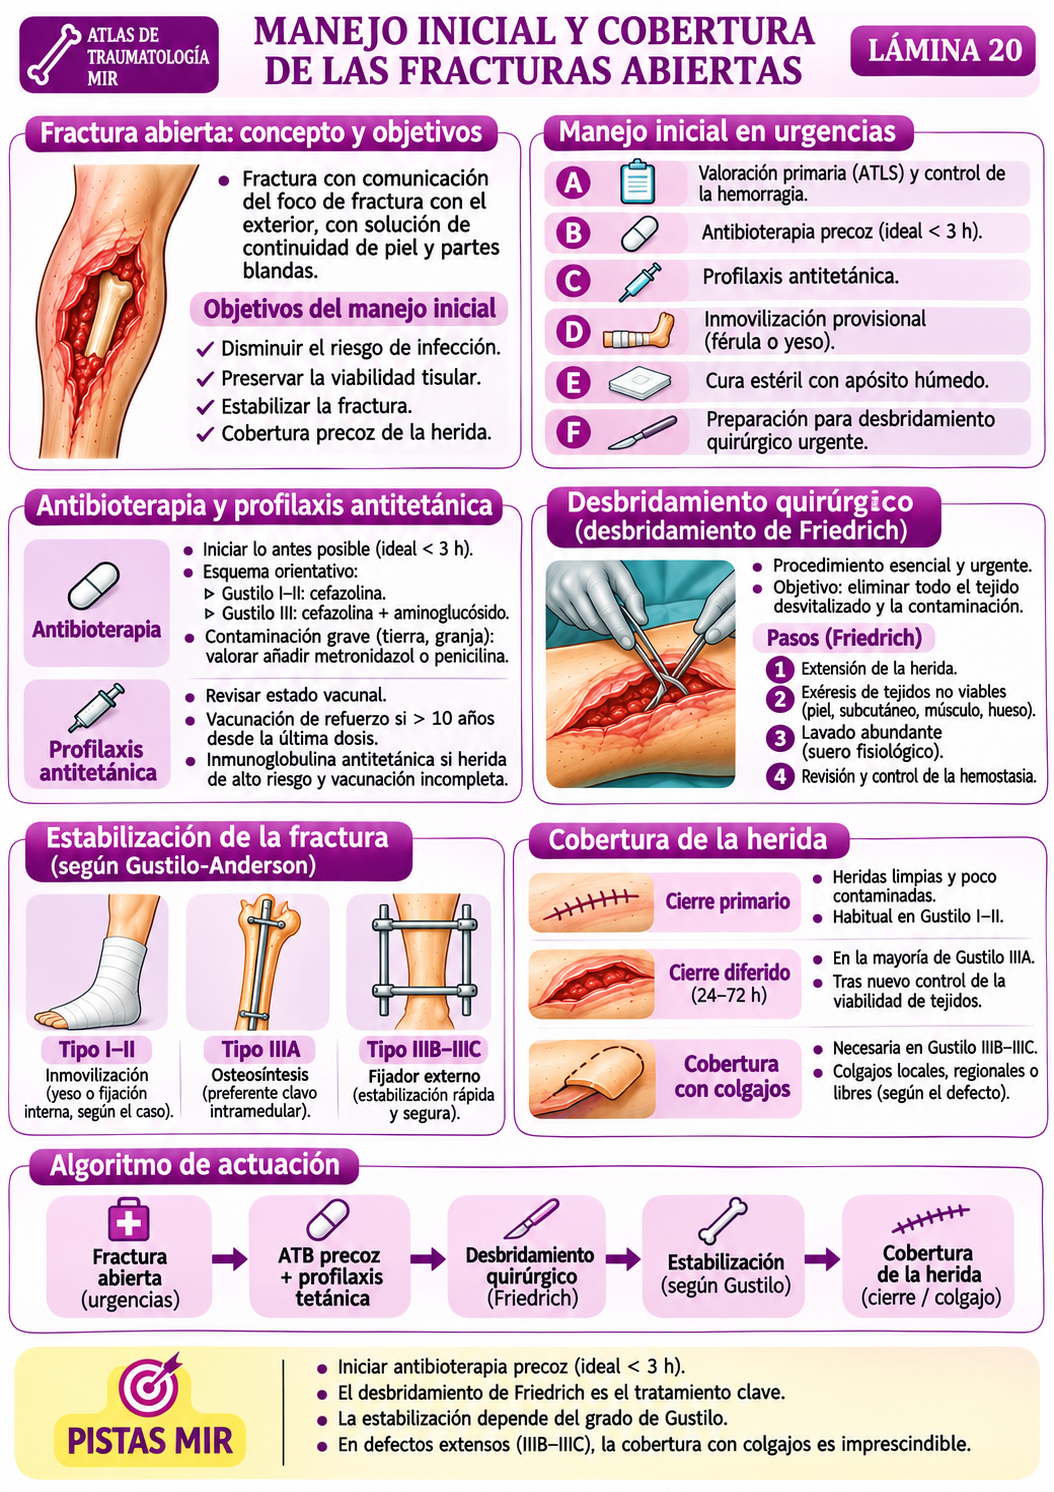 ATLAS DE
TRAUMATOLOGÍA
MIR
MANEJO INICIAL Y COBERTURA
DE LAS FRACTURAS ABIERTAS
LÁMINA 20
Fractura abierta: concepto y objetivos
• Fractura con comunicación
del foco de fractura con el
exterior, con solución de
continuidad de piel y partes
blandas.
Objetivos del manejo inicial
✓ Disminuir el riesgo de infección.
✓ Preservar la viabilidad tisular.
✓ Estabilizar la fractura.
✓ Cobertura precoz de la herida.
Manejo inicial en urgencias
A Valoración primaria (ATLS) y control de
la hemorragia.
B Antibioterapia precoz (ideal < 3 h).
C Profilaxis antitetánica.
D Inmovilización provisional
(férula o yeso).
E Cura estéril con apósito húmedo.
F Preparación para desbridamiento
quirúrgico urgente.
Antibioterapia y profilaxis antitetánica
Antibioterapia
• Iniciar lo antes posible (ideal < 3 h).
• Esquema orientativo:
▷ Gustilo I–II: cefazolina.
▷ Gustilo III: cefazolina + aminoglucósido.
• Contaminación grave (tierra, granja):
valorar añadir metronidazol o penicilina.
Profilaxis
antitetánica
• Revisar estado vacunal.
• Vacunación de refuerzo si > 10 años
desde la última dosis.
• Inmunoglobulina antitetánica si herida
de alto riesgo y vacunación incompleta.
Desbridamiento quirúrgico
(desbridamiento de Friedrich)
• Procedimiento esencial y urgente.
• Objetivo: eliminar todo el tejido
desvitalizado y la contaminación.
Pasos (Friedrich)
1 Extensión de la herida.
2 Exéresis de tejidos no viables
(piel, subcutáneo, músculo, hueso).
3 Lavado abundante
(suero fisiológico).
4 Revisión y control de la hemostasia.
Estabilización de la fractura
(según Gustilo-Anderson)
Tipo I–II
Inmovilización
(yeso o fijación
interna, según el caso).
Tipo IIIA
Osteosíntesis
(preferente clavo
intramedular).
Tipo IIIB–IIIC
Fijador externo
(estabilización rápida
y segura).
Cobertura de la herida
Cierre primario
• Heridas limpias y poco
contaminadas.
• Habitual en Gustilo I–II.
Cierre diferido
(24–72 h)
• En la mayoría de Gustilo IIIA.
• Tras nuevo control de la
viabilidad de tejidos.
Cobertura
con colgajos
• Necesaria en Gustilo IIIB–IIIC.
• Colgajos locales, regionales o
libres (según el defecto).
Algoritmo de actuación
Fractura
abierta
(urgencias)
ATB precoz
+ profilaxis
tetánica
Desbridamiento
quirúrgico
(Friedrich)
Estabilización
(según Gustilo)
Cobertura
de la herida
(cierre / colgajo)
PISTAS MIR
• Iniciar antibioterapia precoz (ideal < 3 h).
• El desbridamiento de Friedrich es el tratamiento clave.
• La estabilización depende del grado de Gustilo.
• En defectos extensos (IIIB–IIIC), la cobertura con colgajos es imprescindible.